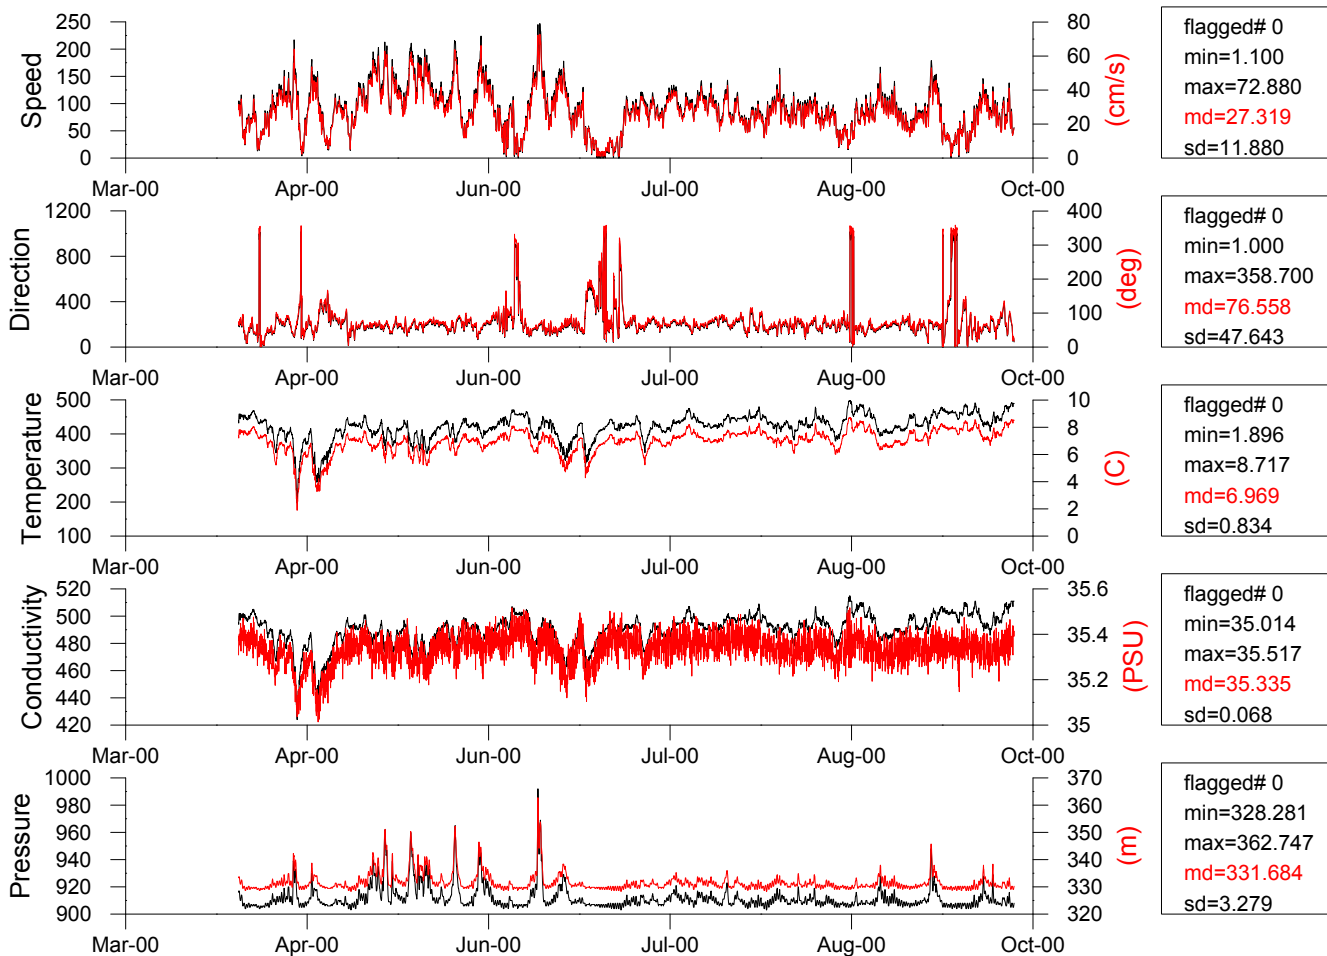 Speed
250
200
150
100
50
0
80
60
40
20
0
(cm/s)
Mar-00 Apr-00 Jun-00 Jul-00 Aug-00 Oct-00
flagged# 0
min=1.100
max=72.880
md=27.319
sd=11.880
Direction
1200
800
400
0
400
300
200
100
0
(deg)
Mar-00 Apr-00 Jun-00 Jul-00 Aug-00 Oct-00
flagged# 0
min=1.000
max=358.700
md=76.558
sd=47.643
Temperature
500
400
300
200
100
10
8
6
4
2
0
(C)
Mar-00 Apr-00 Jun-00 Jul-00 Aug-00 Oct-00
flagged# 0
min=1.896
max=8.717
md=6.969
sd=0.834
Conductivity
520
500
480
460
440
420
35.6
35.4
35.2
35
(PSU)
Mar-00 Apr-00 Jun-00 Jul-00 Aug-00 Oct-00
flagged# 0
min=35.014
max=35.517
md=35.335
sd=0.068
Pressure
1000
980
960
940
920
900
370
360
350
340
330
320
(m)
Mar-00 Apr-00 Jun-00 Jul-00 Aug-00 Oct-00
flagged# 0
min=328.281
max=362.747
md=331.684
sd=3.279